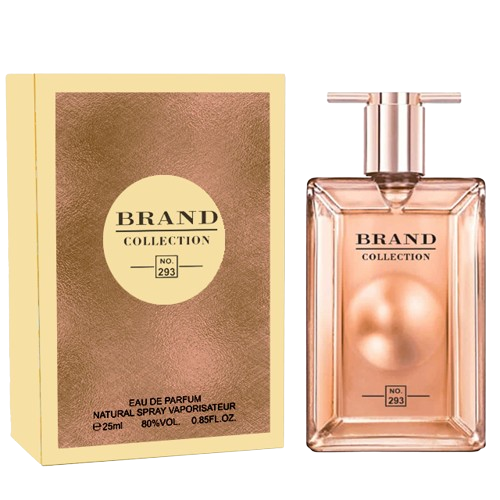 BRAND
COLLECTION
NO.
293
EAU DE PARFUM
NATURAL SPRAY VAPORISATEUR
℮25ml 80%VOL. 0.85FL.OZ.
BRAND
COLLECTION
NO.
293